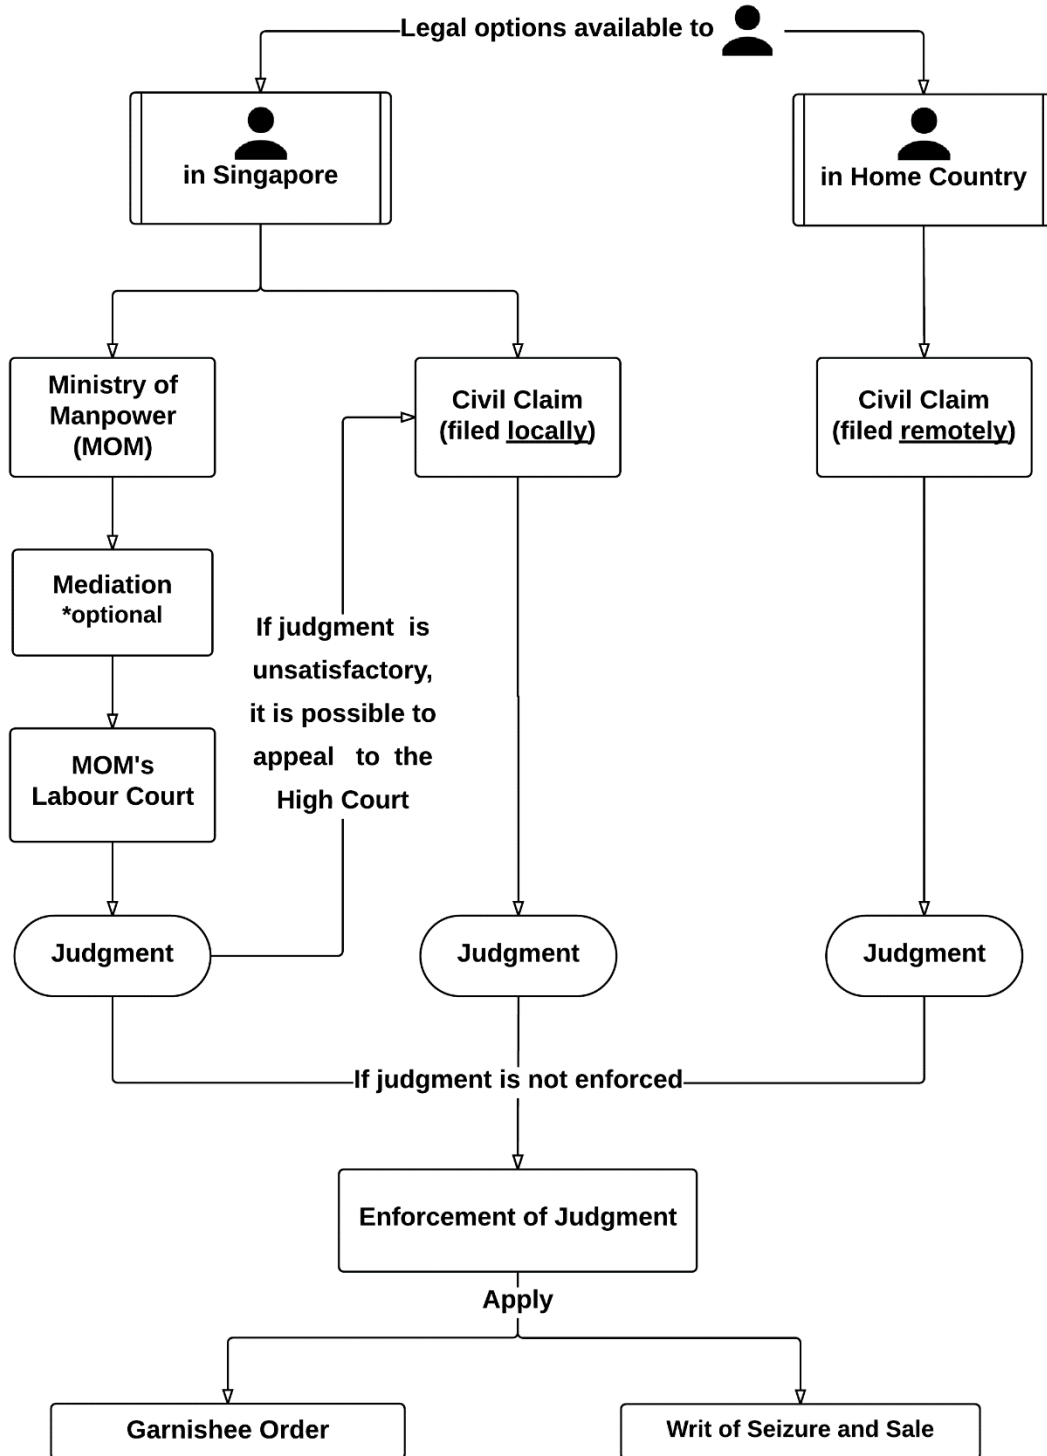 Legal options available to
in Singapore
in Home Country
Ministry of
Manpower
(MOM)
Civil Claim
(filed locally)
Civil Claim
(filed remotely)
Mediation
*optional
If judgment is
unsatisfactory,
it is possible to
appeal to the
High Court
MOM's
Labour Court
Judgment
Judgment
Judgment
If judgment is not enforced
Enforcement of Judgment
Apply
Garnishee Order
Writ of Seizure and Sale